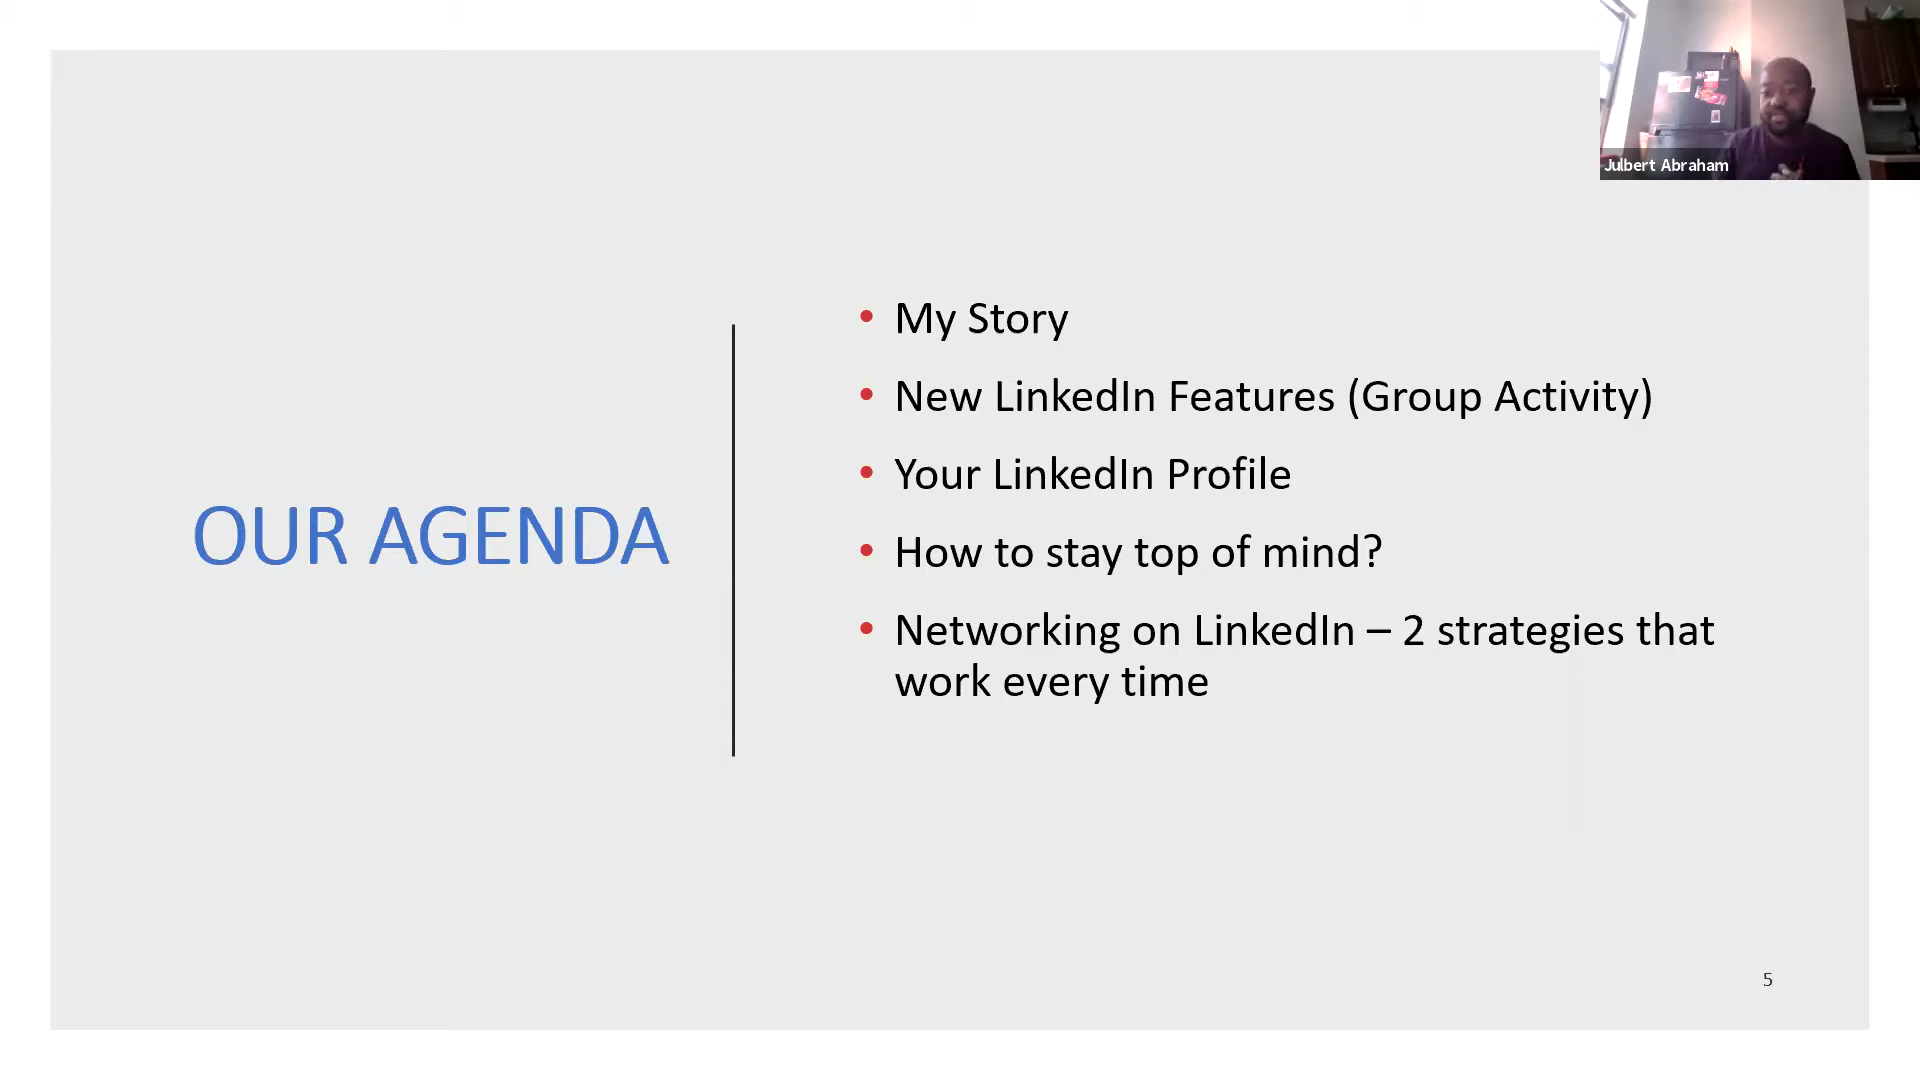 Julbert Abraham
OUR AGENDA
• My Story
• New LinkedIn Features (Group Activity)
• Your LinkedIn Profile
• How to stay top of mind?
• Networking on LinkedIn – 2 strategies that
work every time
5